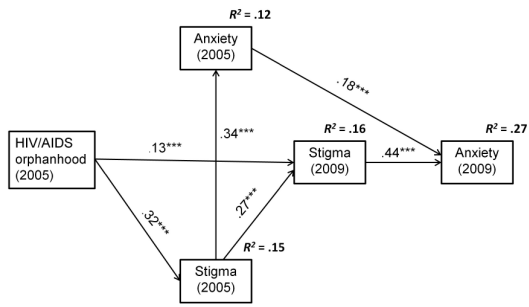 R² = .12
Anxiety
(2005)
.18***
R² = .16
R² = .27
HIV/AIDS
orphanhood
(2005)
.34***
.13***
Stigma
(2009)
.44***
Anxiety
(2009)
.32***
.27***
R² = .15
Stigma
(2005)